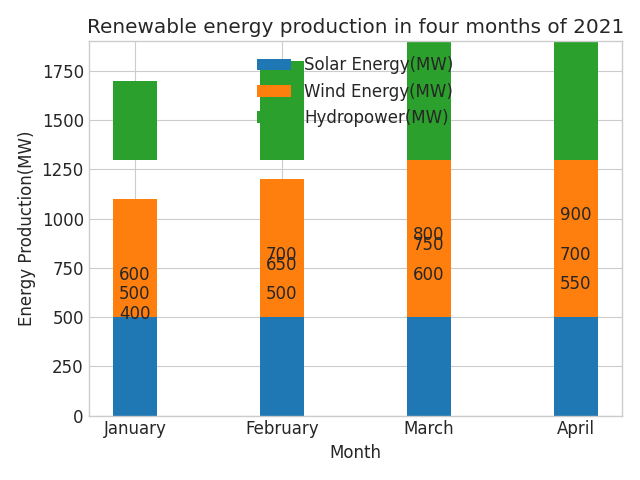 Renewable energy production in four months of 2021
Solar Energy(MW)
Wind Energy(MW)
Hydropower(MW)
Energy Production(MW)
1750
1500
1250
1000
750
500
250
0
600
500
400
700
650
500
800
750
600
900
700
550
January February March April
Month